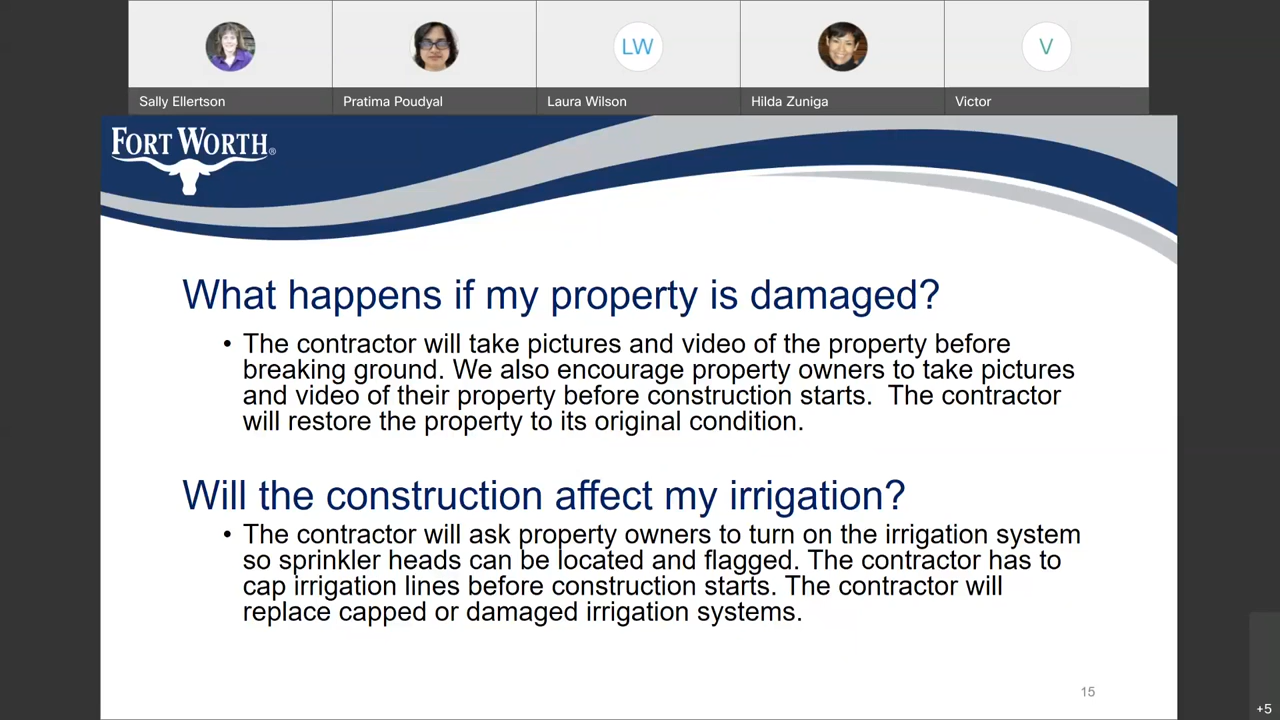 LW
V
Sally Ellertson
Pratima Poudyal
Laura Wilson
Hilda Zuniga
Victor
FORT WORTH®
What happens if my property is damaged?
• The contractor will take pictures and video of the property before
breaking ground. We also encourage property owners to take pictures
and video of their property before construction starts.  The contractor
will restore the property to its original condition.
Will the construction affect my irrigation?
• The contractor will ask property owners to turn on the irrigation system
so sprinkler heads can be located and flagged. The contractor has to
cap irrigation lines before construction starts. The contractor will
replace capped or damaged irrigation systems.
15
+5